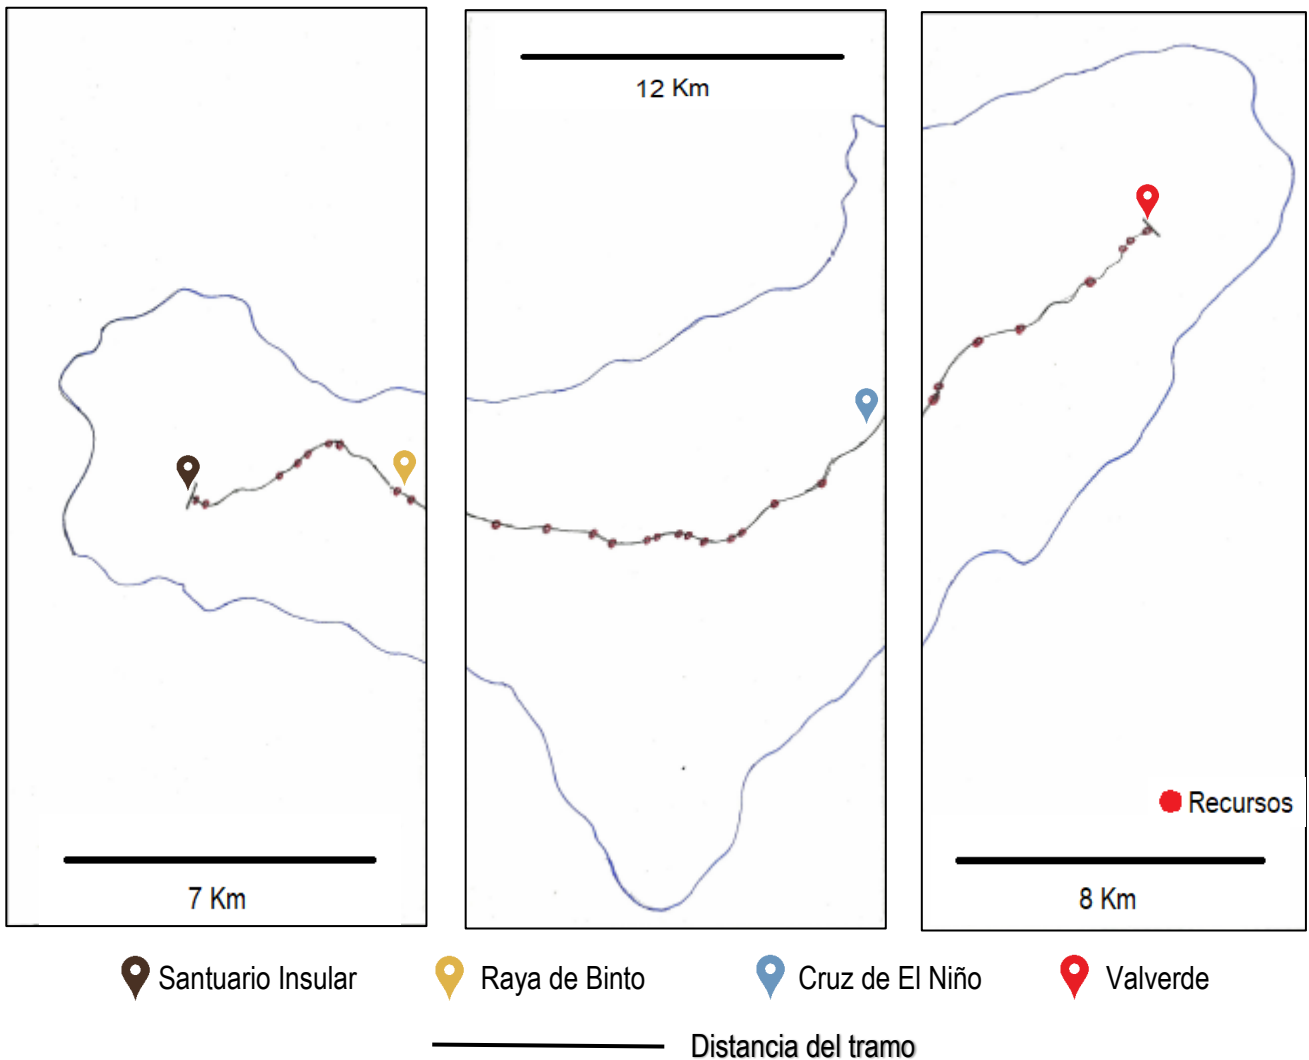 12 Km
Recursos
7 Km
8 Km
Santuario Insular
Raya de Binto
Cruz de El Niño
Valverde
Distancia del tramo